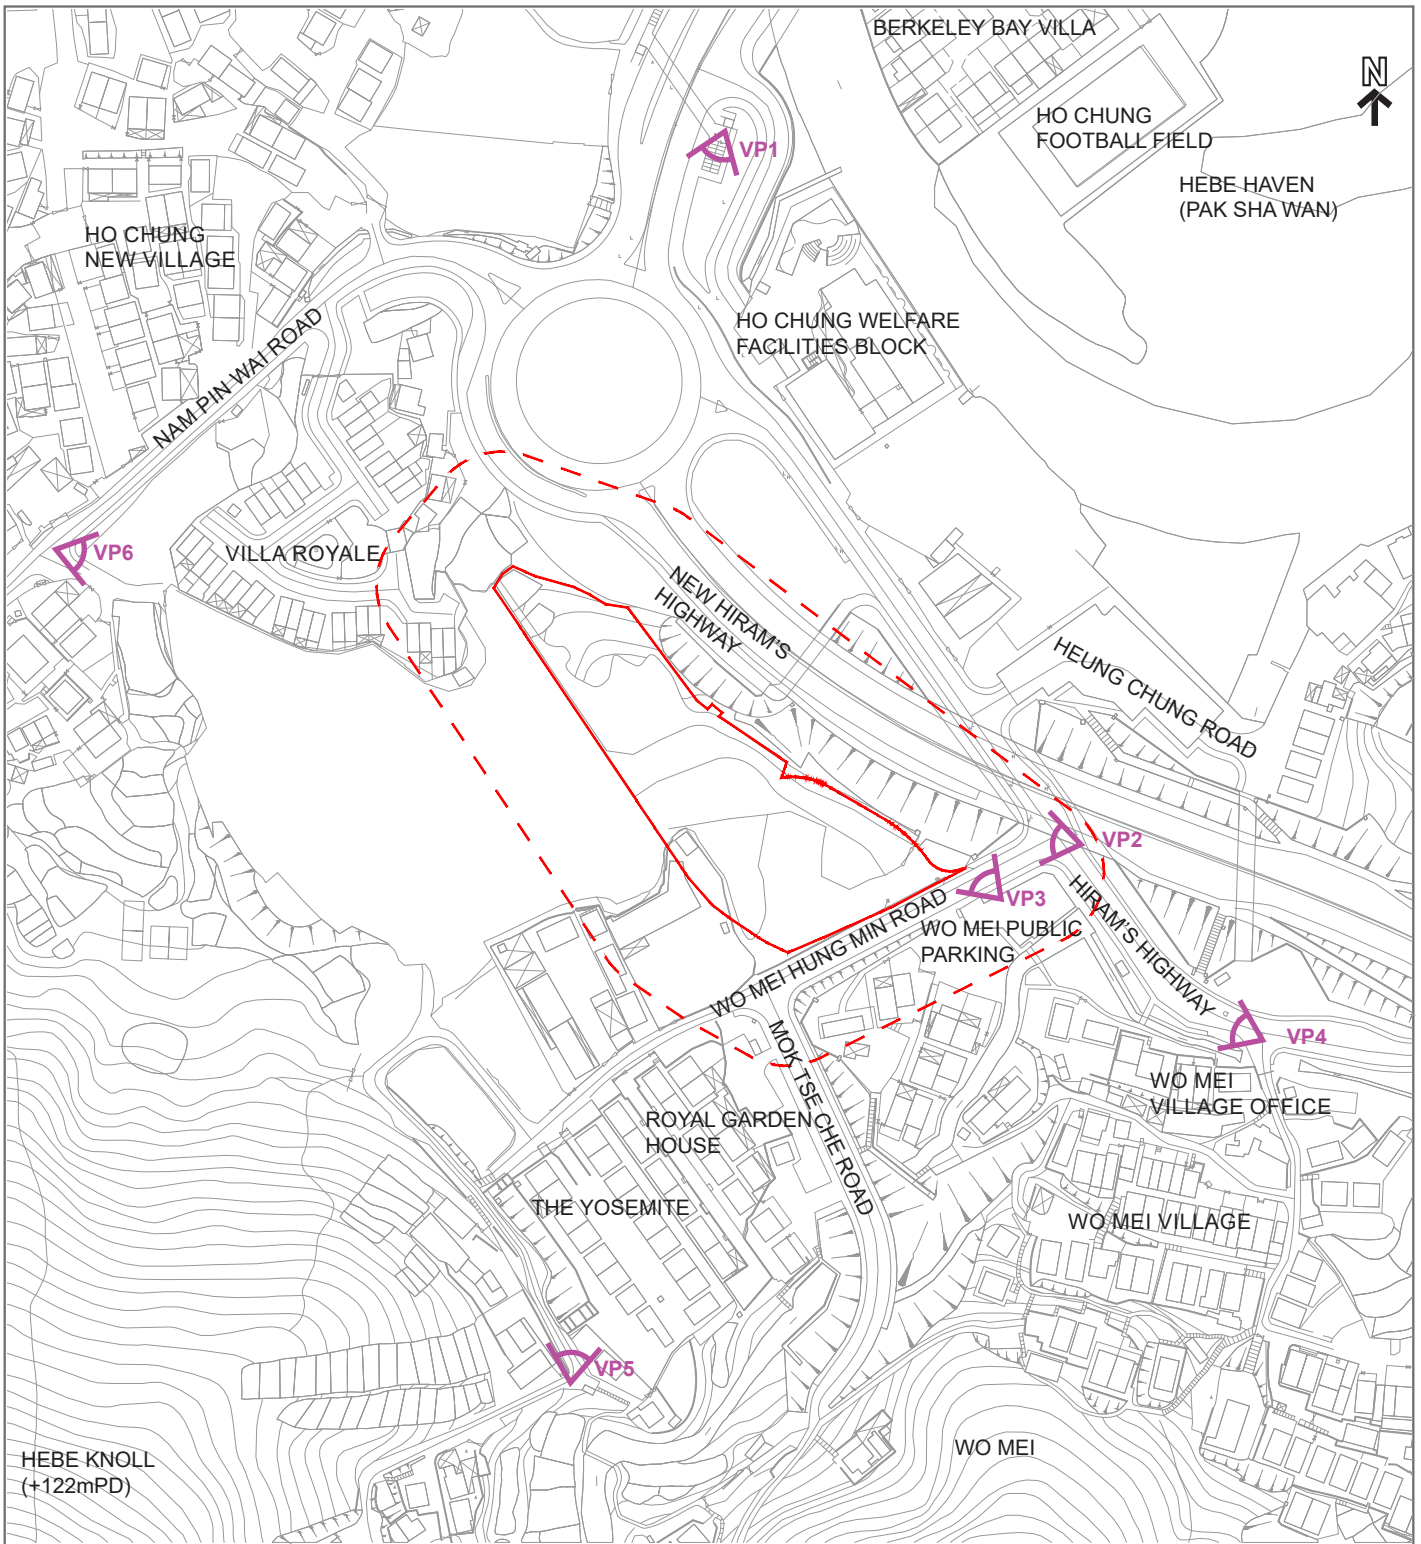 BERKELEY BAY VILLA
N
HO CHUNG
FOOTBALL FIELD
VP1
HEBE HAVEN
(PAK SHA WAN)
HO CHUNG
NEW VILLAGE
HO CHUNG WELFARE
FACILITIES BLOCK
NAM PIN WAI ROAD
VP6
VILLA ROYALE
NEW HIRAM'S
HIGHWAY
HEUNG CHUNG ROAD
VP2
VP3
HIRAM'S HIGHWAY
WO MEI PUBLIC
PARKING
WO MEI HUNG MIN ROAD
VP4
MOK TSE CHE ROAD
WO MEI
VILLAGE OFFICE
ROYAL GARDEN
HOUSE
THE YOSEMITE
WO MEI VILLAGE
VP5
WO MEI
HEBE KNOLL
(+122mPD)